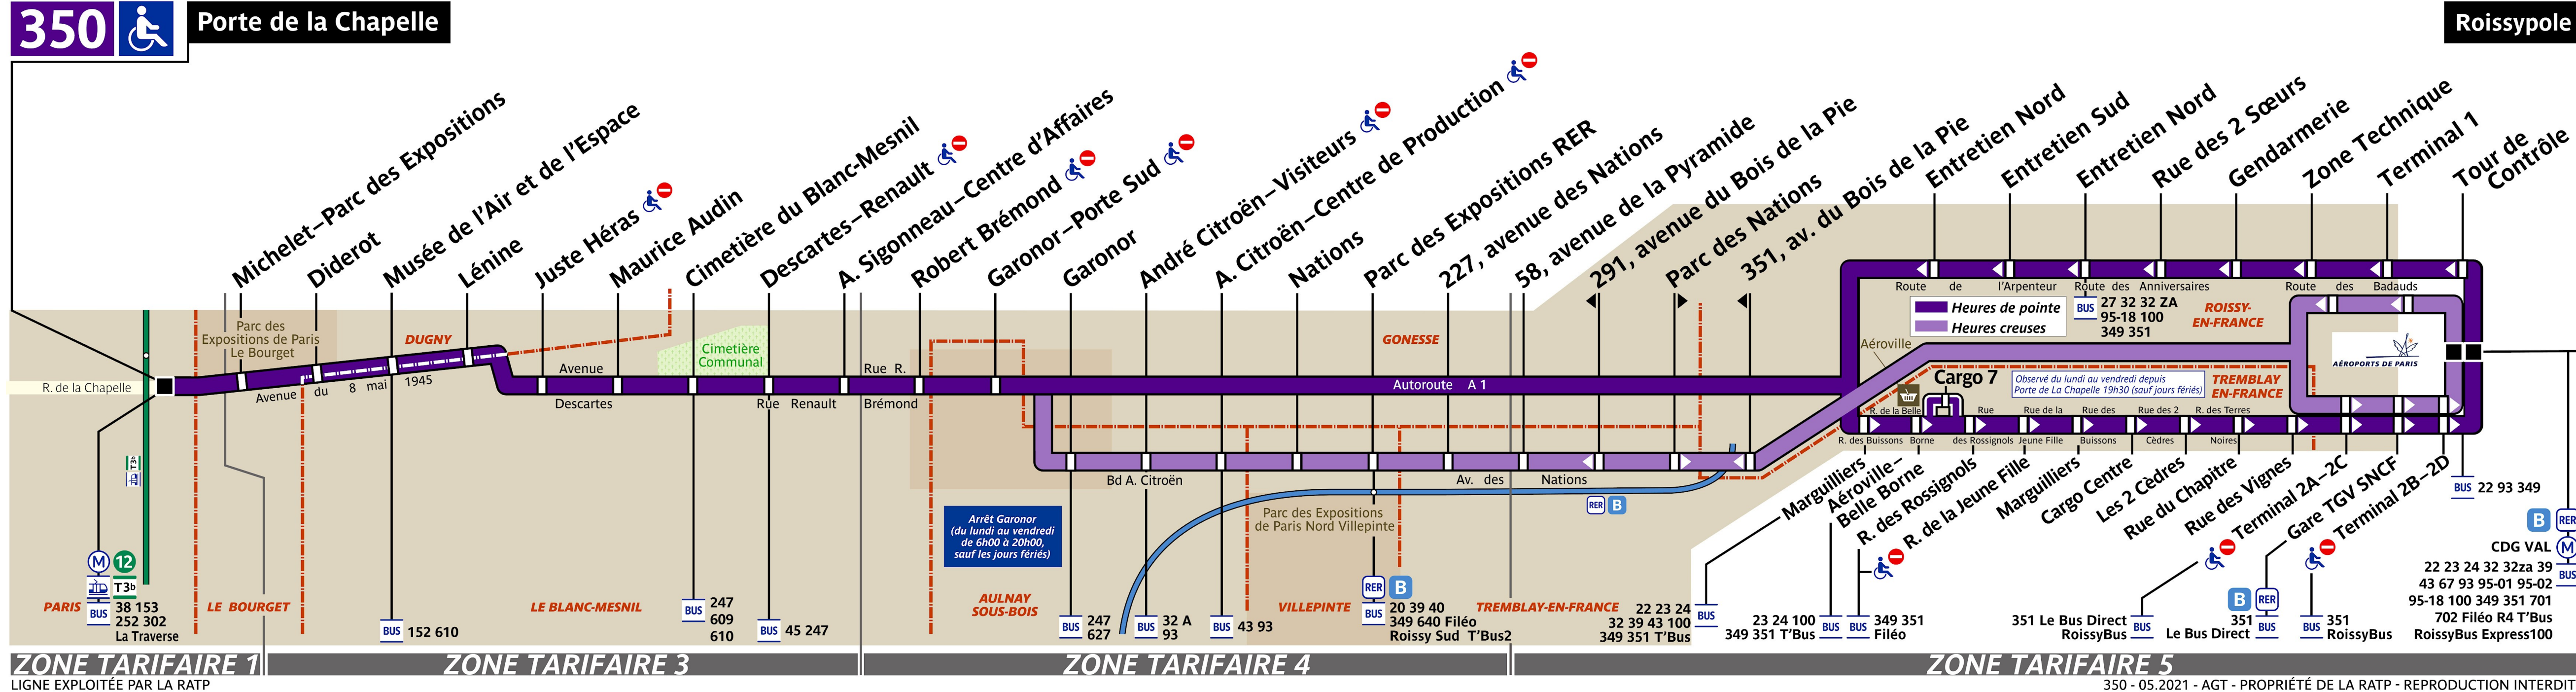 350
Porte de la Chapelle
Roissypole
Michelet–Parc des Expositions
Diderot
Musée de l'Air et de l'Espace
Lénine
Juste Héras
Maurice Audin
Cimetière du Blanc-Mesnil
Descartes–Renault
A. Sigonneau–Centre d'Affaires
Robert Brémond
Garonor–Porte Sud
Garonor
André Citroën–Visiteurs
A. Citroën–Centre de Production
Nations
Parc des Expositions RER
227, avenue des Nations
58, avenue de la Pyramide
291, avenue du Bois de la Pie
Parc des Nations
351, av. du Bois de la Pie
Entretien Nord
Entretien Sud
Entretien Nord
Rue des 2 Sœurs
Gendarmerie
Zone Technique
Terminal 1
Tour de
Contrôle
Route de l'Arpenteur Route des Anniversaires Route des Badauds
Heures de pointe
Heures creuses
BUS
27 32 32 ZA
95-18 100
349 351
ROISSY-
EN-FRANCE
AÉROPORTS DE PARIS
Aéroville
Cargo 7
Observé du lundi au vendredi depuis
Porte de La Chapelle 19h30 (sauf jours fériés)
TREMBLAY
EN-FRANCE
R. de la Belle Rue Rue de la Rue des Rue des 2 R. des Terres
R. des Buissons Borne des Rossignols Jeune Fille Buissons Cèdres Noires
Parc des
Expositions de Paris
Le Bourget
DUGNY
R. de la Chapelle
Avenue du 8 mai 1945
Avenue
Descartes
Cimetière
Communal
Rue Renault
Rue R.
Brémond
GONESSE
Autoroute A 1
Bd A. Citroën
Av. des Nations
RER B
Parc des Expositions
de Paris Nord Villepinte
Arrêt Garonor
(du lundi au vendredi
de 6h00 à 20h00,
sauf les jours fériés)
T3b
M 12
T3b
BUS
38 153
252 302
La Traverse
PARIS
LE BOURGET
BUS 152 610
LE BLANC-MESNIL
BUS
247
609
610
BUS 45 247
AULNAY
SOUS-BOIS
BUS
247
627
BUS
32 A
93
BUS 43 93
VILLEPINTE
RER B
BUS
20 39 40
349 640 Filéo
Roissy Sud T'Bus2
TREMBLAY-EN-FRANCE
Marguilliers
Aéroville–
Belle Borne
R. des Rossignols
R. de la Jeune Fille
Marguilliers
Cargo Centre
Les 2 Cèdres
Rue du Chapitre
Rue des Vignes
Terminal 2A–2C
Gare TGV SNCF
Terminal 2B–2D
22 23 24
32 39 43 100
349 351 T'Bus
BUS
23 24 100
349 351 T'Bus
BUS
BUS
349 351
Filéo
351 Le Bus Direct
RoissyBus
BUS
B RER
351
Le Bus Direct
BUS
BUS
351
RoissyBus
BUS 22 93 349
B RER
CDG VAL M
22 23 24 32 32za 39
43 67 93 95-01 95-02
95-18 100 349 351 701
702 Filéo R4 T'Bus
RoissyBus Express100
BUS
ZONE TARIFAIRE 1
ZONE TARIFAIRE 3
ZONE TARIFAIRE 4
ZONE TARIFAIRE 5
LIGNE EXPLOITÉE PAR LA RATP
350 - 05.2021 - AGT - PROPRIÉTÉ DE LA RATP - REPRODUCTION INTERDIT